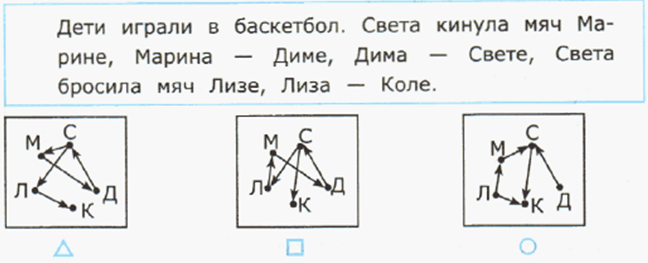 Дети играли в баскетбол. Света кинула мяч Ма-
рине, Марина — Диме, Дима — Свете, Света
бросила мяч Лизе, Лиза — Коле.
М С Л К Д
М С Л К Д
М С Л К Д